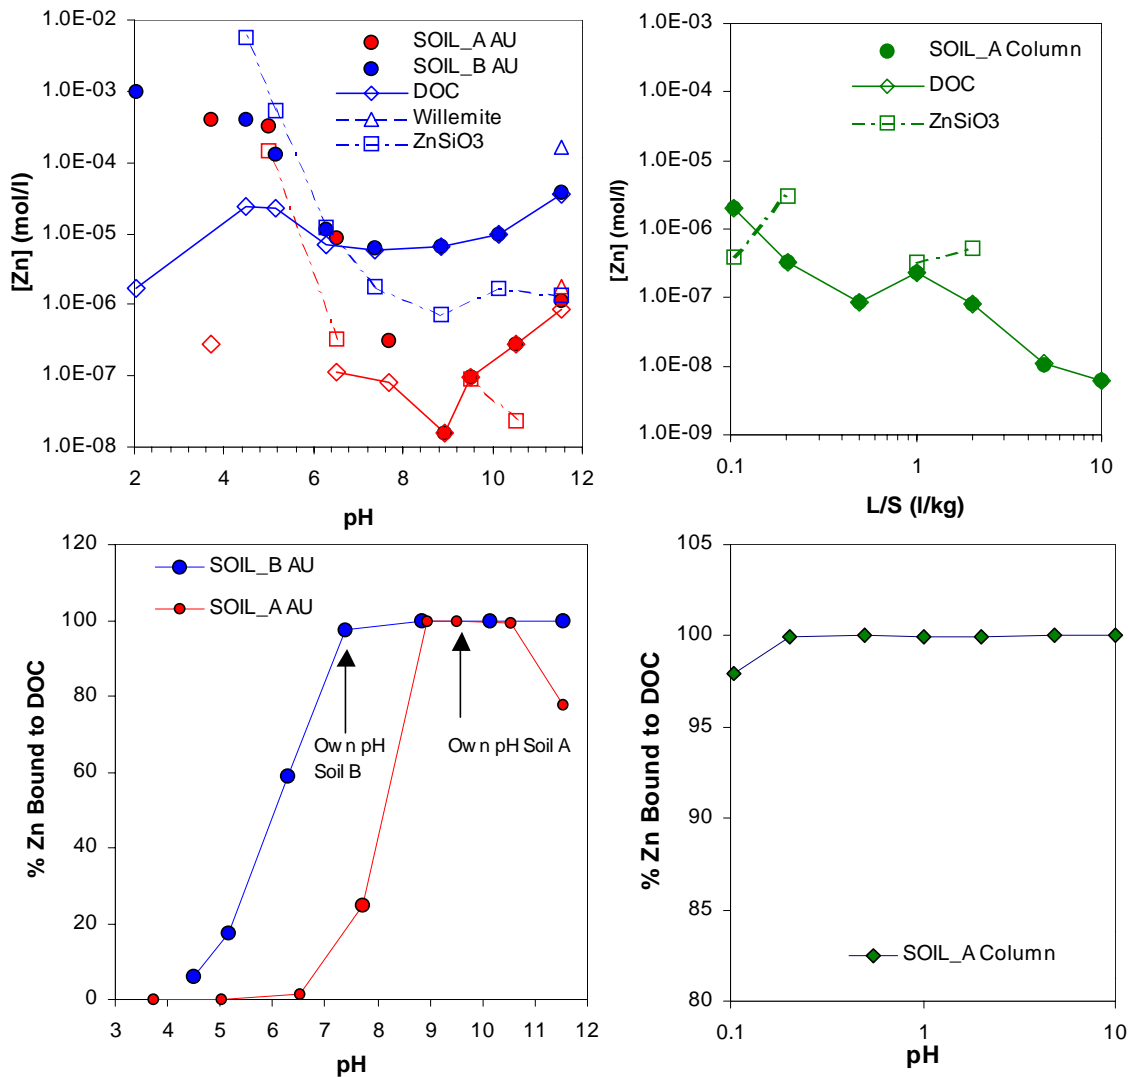 1.0E-02
1.0E-03
1.0E-04
1.0E-05
1.0E-06
1.0E-07
1.0E-08
[Zn] (mol/l)
2 4 6 8 10 12
pH
SOIL_A AU
SOIL_B AU
DOC
Willemite
ZnSiO3
1.0E-03
1.0E-04
1.0E-05
1.0E-06
1.0E-07
1.0E-08
1.0E-09
[Zn] (mol/l)
0.1 1 10
L/S (l/kg)
SOIL_A Column
DOC
ZnSiO3
120
100
80
60
40
20
0
% Zn Bound to DOC
3 4 5 6 7 8 9 10 11 12
pH
SOIL_B AU
SOIL_A AU
Own pH
Soil B
Own pH Soil A
105
100
95
90
85
80
% Zn Bound to DOC
0.1 1 10
pH
SOIL_A Column